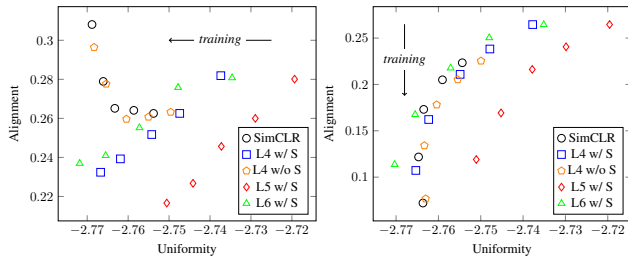 0.3
0.28
0.26
0.24
0.22
Alignment
training
SimCLR
L4 w/ S
L4 w/o S
L5 w/ S
L6 w/ S
−2.77 −2.76 −2.75 −2.74 −2.73 −2.72
Uniformity
0.25
0.2
0.15
0.1
Alignment
training
SimCLR
L4 w/ S
L4 w/o S
L5 w/ S
L6 w/ S
−2.77 −2.76 −2.75 −2.74 −2.73 −2.72
Uniformity